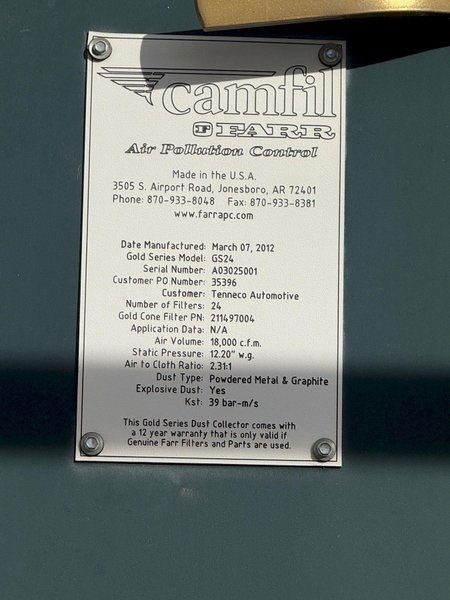 camfil
FARR
Air Pollution Control
Made in the U.S.A.
3505 S. Airport Road, Jonesboro, AR 72401
Phone: 870-933-8048 Fax: 870-933-8381
www.farrapc.com
Date Manufactured: March 07, 2012
Gold Series Model: GS24
Serial Number: A03025001
Customer PO Number: 35396
Customer: Tenneco Automotive
Number of Filters: 24
Gold Cone Filter PN: 211497004
Application Data: N/A
Air Volume: 18,000 c.f.m.
Static Pressure: 12.20" w.g.
Air to Cloth Ratio: 2.31:1
Dust Type: Powdered Metal & Graphite
Explosive Dust: Yes
Kst: 39 bar-m/s
This Gold Series Dust Collector comes with
a 12 year warranty that is only valid if
Genuine Farr Filters and Parts are used.